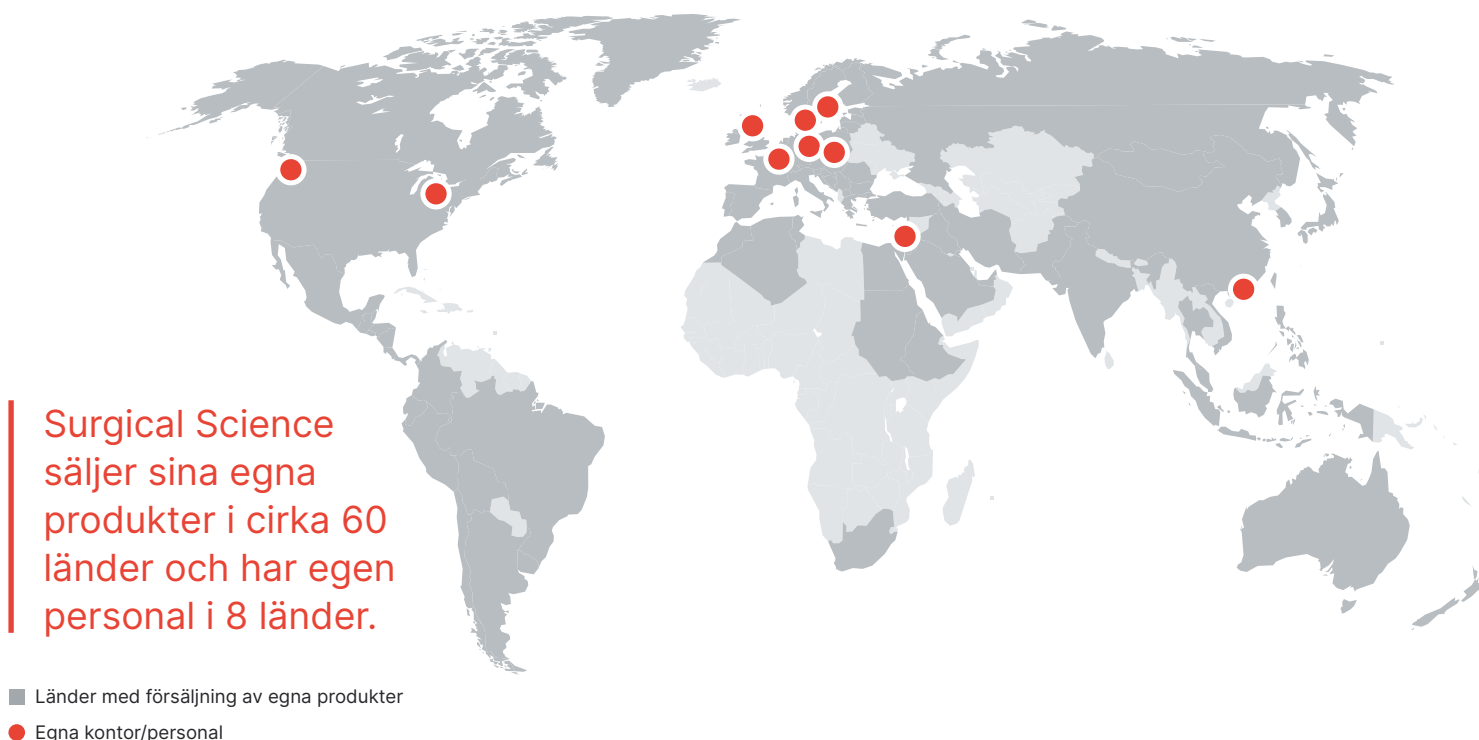 Surgical Science
säljer sina egna
produkter i cirka 60
länder och har egen
personal i 8 länder.
Länder med försäljning av egna produkter
Egna kontor/personal